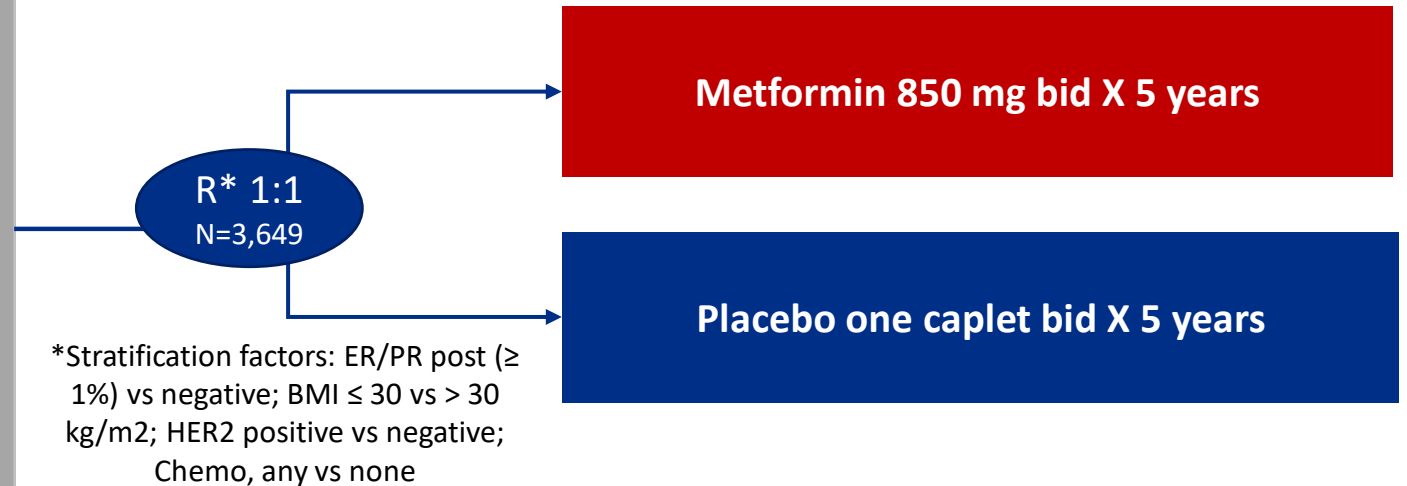 Metformin 850 mg bid X 5 years
R* 1:1
N=3,649
Placebo one caplet bid X 5 years
*Stratification factors: ER/PR post (≥
1%) vs negative; BMI ≤ 30 vs > 30
kg/m2; HER2 positive vs negative;
Chemo, any vs none